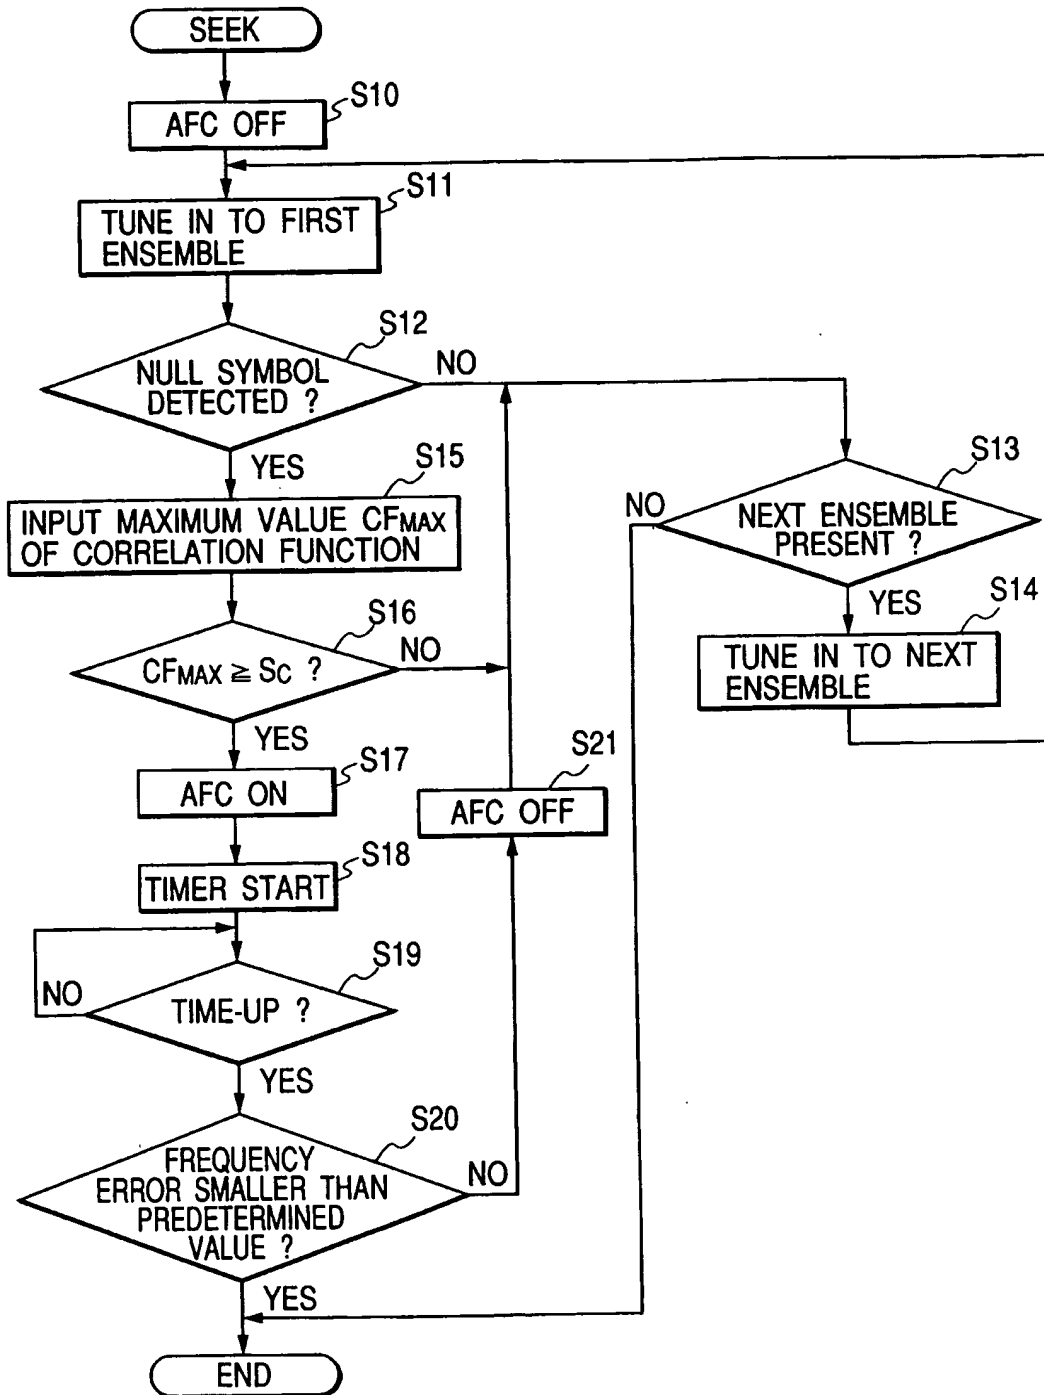 SEEK
S10
AFC OFF
S11
TUNE IN TO FIRST
ENSEMBLE
S12
NULL SYMBOL
DETECTED ?
NO
YES
S15
INPUT MAXIMUM VALUE CFMAX
OF CORRELATION FUNCTION
S13
NO
NEXT ENSEMBLE
PRESENT ?
YES
S14
TUNE IN TO NEXT
ENSEMBLE
S16
CFMAX ≧ SC ?
NO
YES
S17
AFC ON
S21
AFC OFF
S18
TIMER START
S19
NO
TIME-UP ?
YES
S20
FREQUENCY
ERROR SMALLER THAN
PREDETERMINED
VALUE ?
NO
YES
END